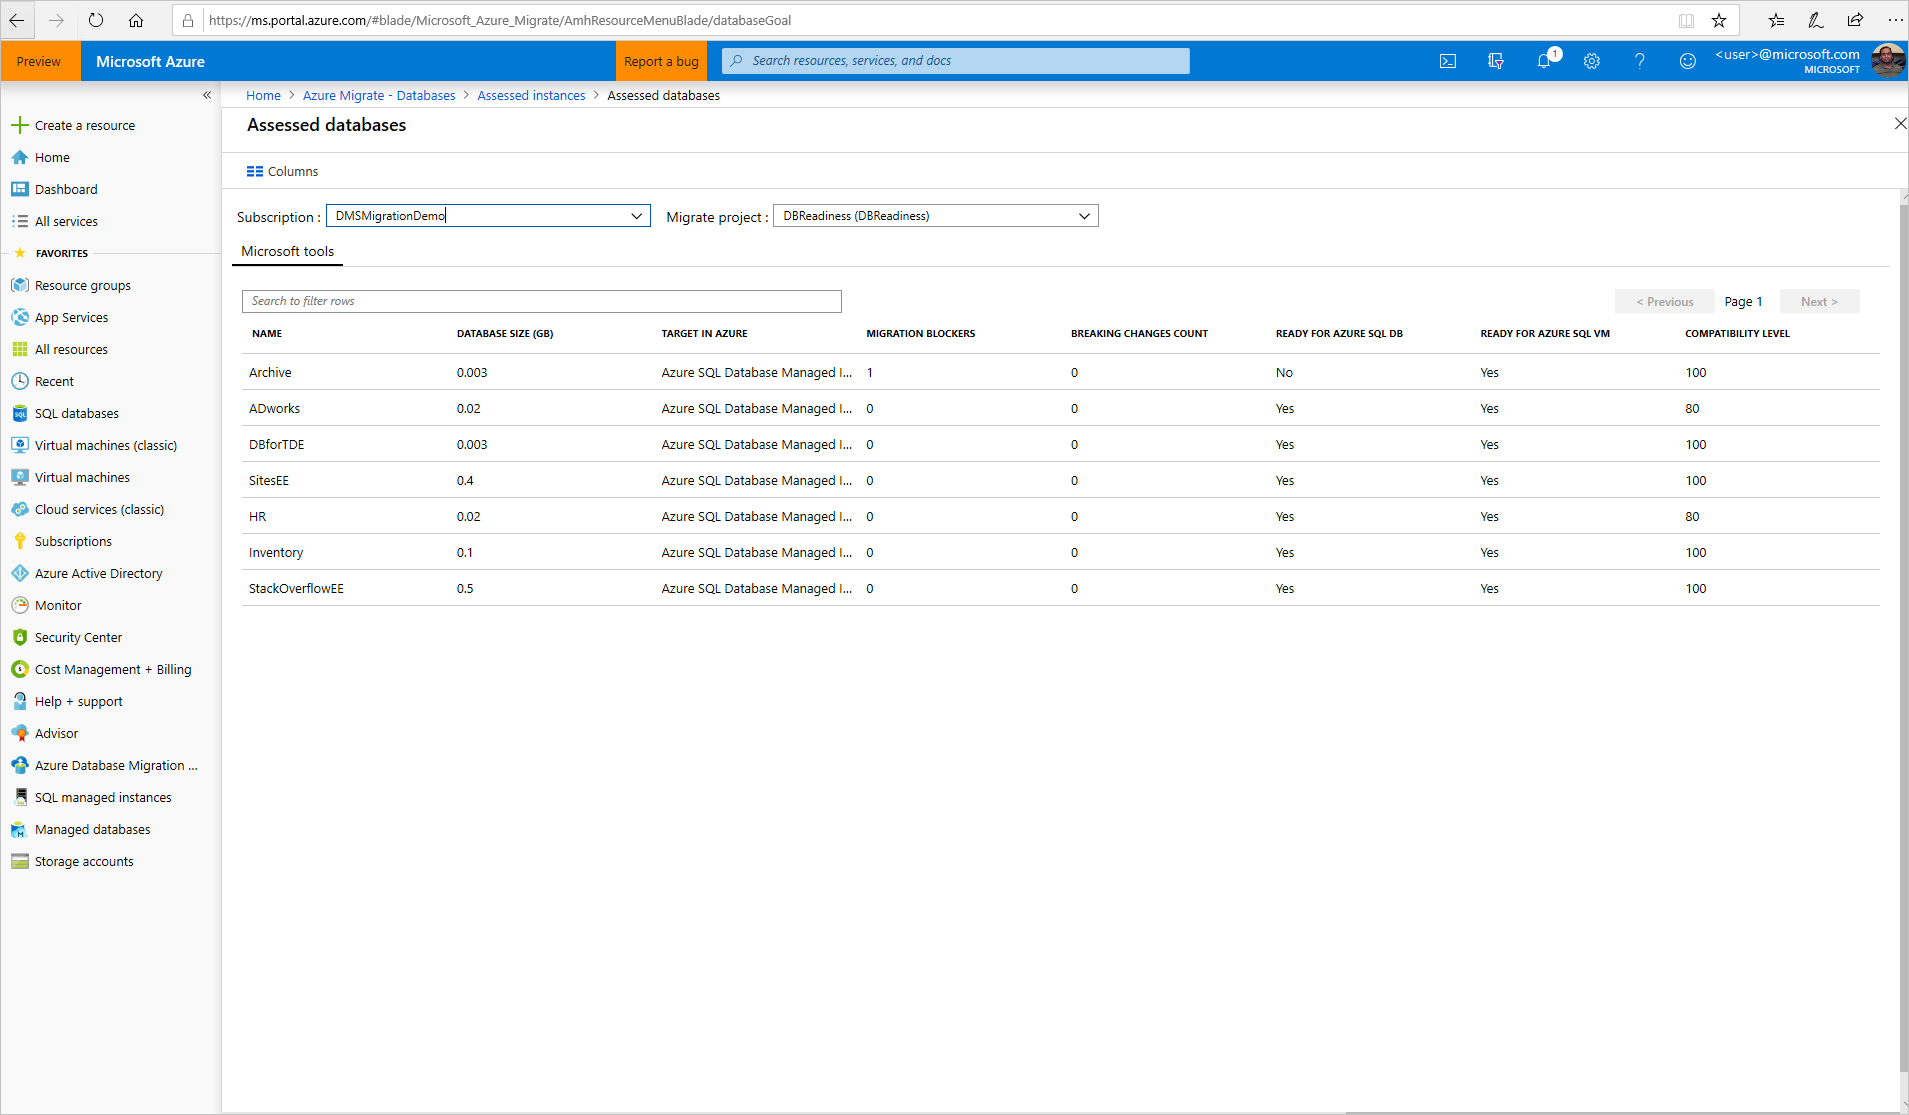 https://ms.portal.azure.com/#blade/Microsoft_Azure_Migrate/AmhResourceMenuBlade/databaseGoal
Preview Microsoft Azure Report a bug Search resources, services, and docs 1 <user>@microsoft.com
MICROSOFT
Home > Azure Migrate - Databases > Assessed instances > Assessed databases
Assessed databases
Columns
Subscription : DMSMigrationDemo Migrate project : DBReadiness (DBReadiness)
Microsoft tools
Search to filter rows < Previous Page 1 Next >
NAME DATABASE SIZE (GB) TARGET IN AZURE MIGRATION BLOCKERS BREAKING CHANGES COUNT READY FOR AZURE SQL DB READY FOR AZURE SQL VM COMPATIBILITY LEVEL
Archive 0.003 Azure SQL Database Managed I... 1 0 No Yes 100
ADworks 0.02 Azure SQL Database Managed I... 0 0 Yes Yes 80
DBforTDE 0.003 Azure SQL Database Managed I... 0 0 Yes Yes 100
SitesEE 0.4 Azure SQL Database Managed I... 0 0 Yes Yes 100
HR 0.02 Azure SQL Database Managed I... 0 0 Yes Yes 80
Inventory 0.1 Azure SQL Database Managed I... 0 0 Yes Yes 100
StackOverflowEE 0.5 Azure SQL Database Managed I... 0 0 Yes Yes 100
Create a resource
Home
Dashboard
All services
FAVORITES
Resource groups
App Services
All resources
Recent
SQL databases
Virtual machines (classic)
Virtual machines
Cloud services (classic)
Subscriptions
Azure Active Directory
Monitor
Security Center
Cost Management + Billing
Help + support
Advisor
Azure Database Migration ...
SQL managed instances
Managed databases
Storage accounts